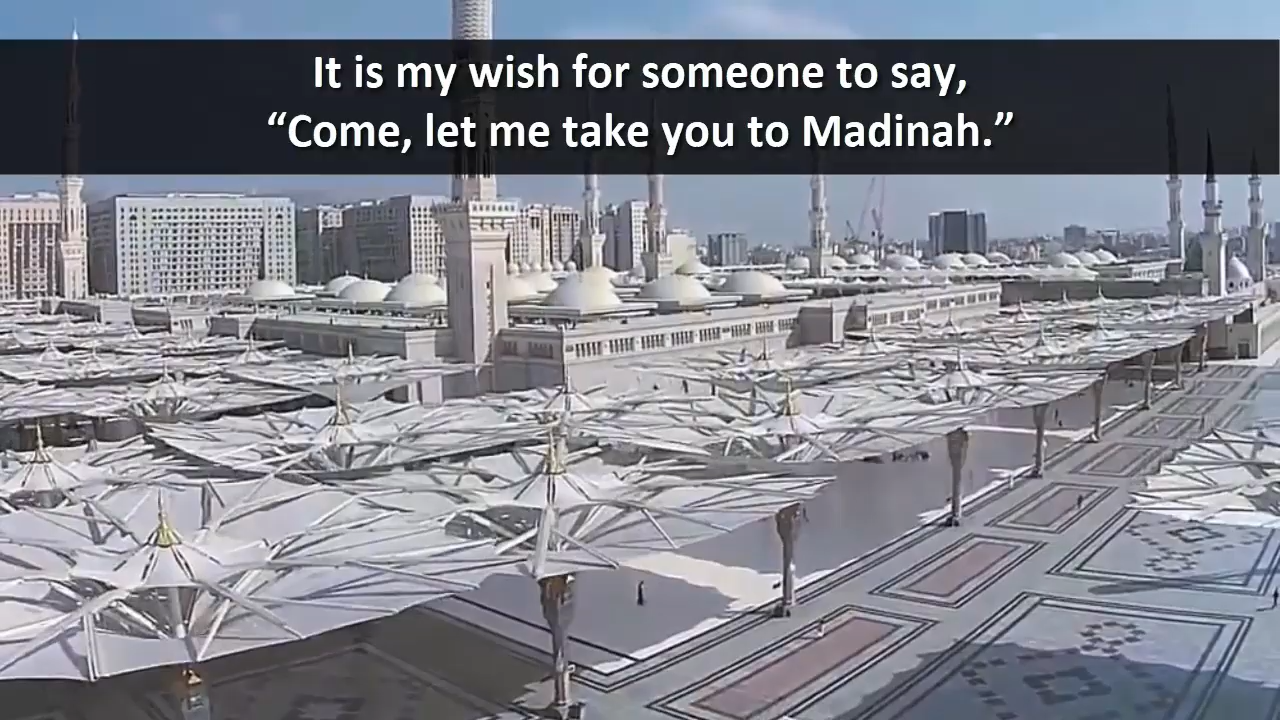 It is my wish for someone to say,
“Come, let me take you to Madinah.”